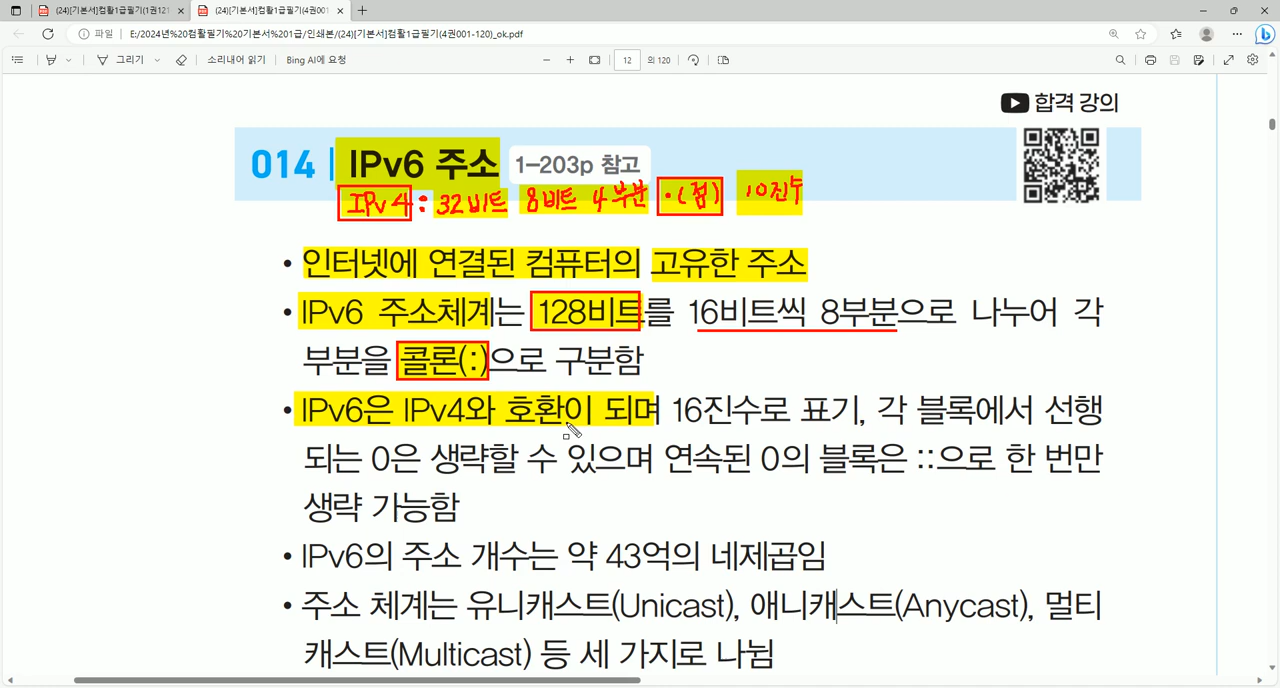 (24)[기본서]컴활1급필기(1권121
(24)[기본서]컴활1급필기(4권001
파일
E:/2024년%20컴활필기%20기본서%201급/인쇄본/(24)[기본서]컴활1급필기(4권001-120)_ok.pdf
그리기
소리내어 읽기
Bing AI에 요청
12
외 120
합격 강의
014 IPv6 주소 1-203p 참고
IPv4 : 32비트 8비트 4부분 .(점) 10진수
• 인터넷에 연결된 컴퓨터의 고유한 주소
• IPv6 주소체계는 128비트를 16비트씩 8부분으로 나누어 각
부분을 콜론(:)으로 구분함
• IPv6은 IPv4와 호환이 되며 16진수로 표기, 각 블록에서 선행
되는 0은 생략할 수 있으며 연속된 0의 블록은 ::으로 한 번만
생략 가능함
• IPv6의 주소 개수는 약 43억의 네제곱임
• 주소 체계는 유니캐스트(Unicast), 애니캐스트(Anycast), 멀티
캐스트(Multicast) 등 세 가지로 나뉨